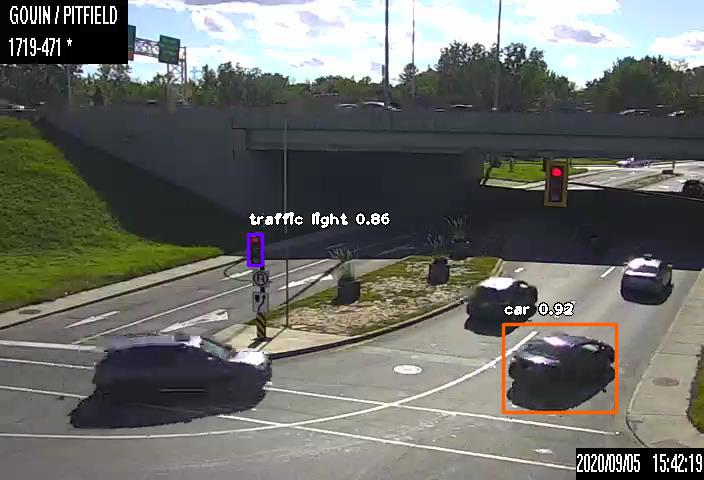 GOUIN / PITFIELD
1719-471 *
traffic light 0.86
car 0.92
2020/09/05 15:42:19